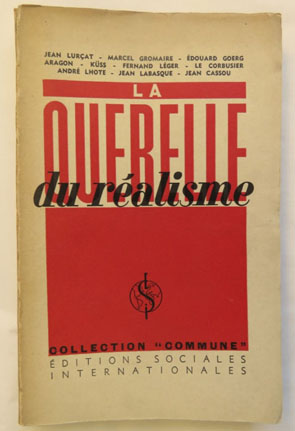 JEAN LURÇAT - MARCEL GROMAIRE - ÉDOUARD GOERG
ARAGON - KÜSS - FERNAND LÉGER - LE CORBUSIER
ANDRÉ LHOTE - JEAN LABASQUE - JEAN CASSOU
LA
QUERELLE
du réalisme
COLLECTION "COMMUNE"
ÉDITIONS SOCIALES
INTERNATIONALES